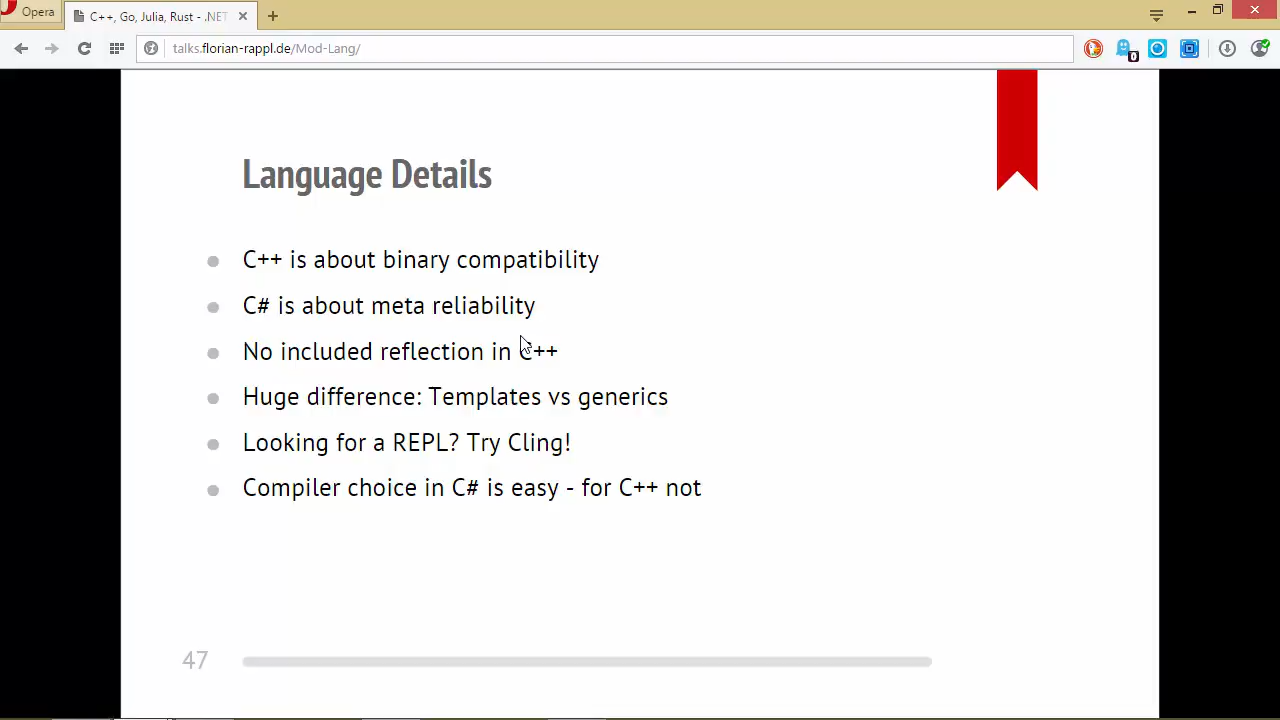 Opera
C++, Go, Julia, Rust - .NET
talks.florian-rappl.de/Mod-Lang/
0
Language Details
C++ is about binary compatibility
C# is about meta reliability
No included reflection in C++
Huge difference: Templates vs generics
Looking for a REPL? Try Cling!
Compiler choice in C# is easy - for C++ not
47